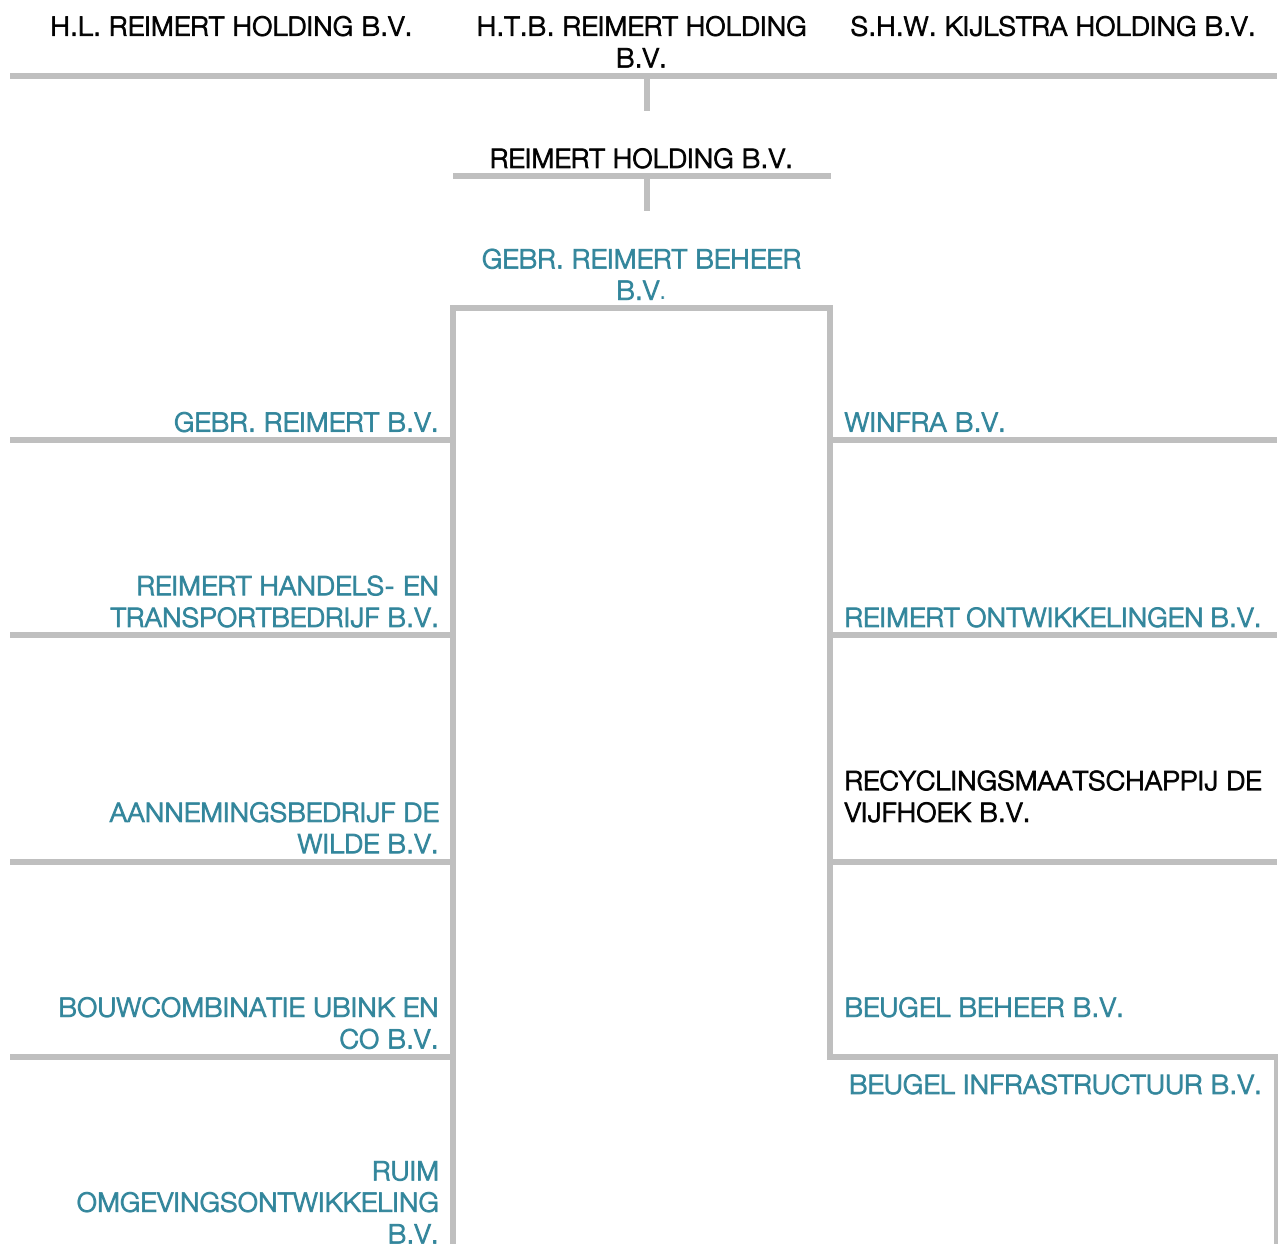 H.L. REIMERT HOLDING B.V.
H.T.B. REIMERT HOLDING
B.V.
S.H.W. KIJLSTRA HOLDING B.V.
REIMERT HOLDING B.V.
GEBR. REIMERT BEHEER
B.V.
GEBR. REIMERT B.V.
WINFRA B.V.
REIMERT HANDELS- EN
TRANSPORTBEDRIJF B.V.
REIMERT ONTWIKKELINGEN B.V.
AANNEMINGSBEDRIJF DE
WILDE B.V.
RECYCLINGSMAATSCHAPPIJ DE
VIJFHOEK B.V.
BOUWCOMBINATIE UBINK EN
CO B.V.
BEUGEL BEHEER B.V.
BEUGEL INFRASTRUCTUUR B.V.
RUIM
OMGEVINGSONTWIKKELING
B.V.